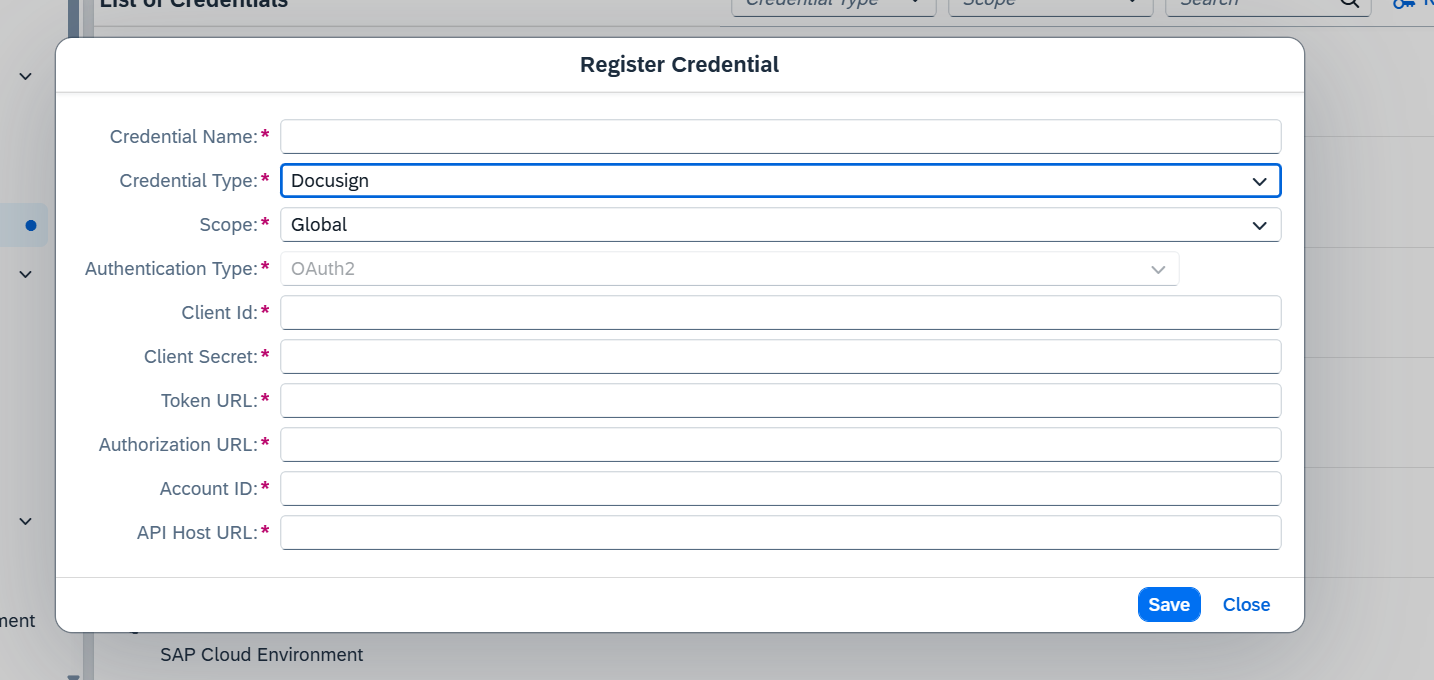 List of Credentials
Credential Type
Scope
Search
Register Credential
Credential Name:*
Credential Type:* Docusign
Scope:* Global
Authentication Type:* OAuth2
Client Id:*
Client Secret:*
Token URL:*
Authorization URL:*
Account ID:*
API Host URL:*
Save Close
SAP Cloud Environment